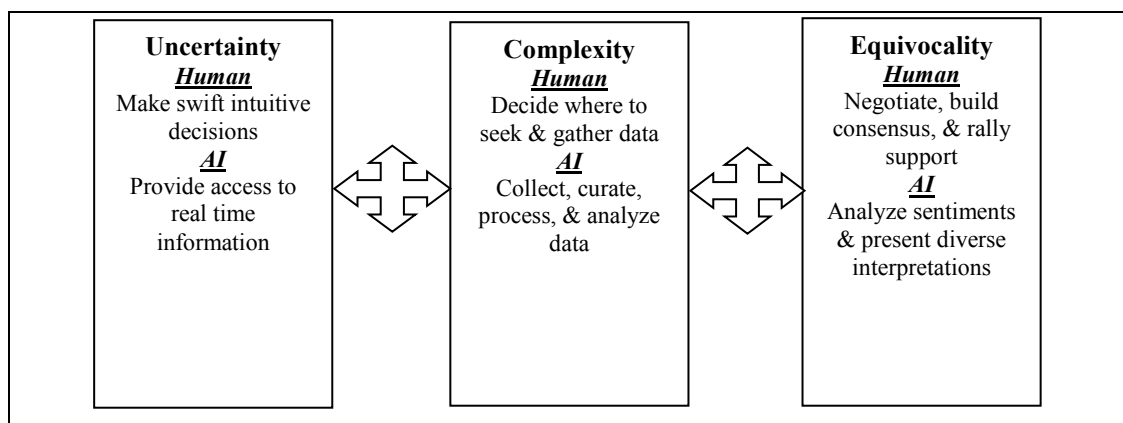 Uncertainty
Human
Make swift intuitive
decisions
AI
Provide access to
real time
information
Complexity
Human
Decide where to
seek & gather data
AI
Collect, curate,
process, & analyze
data
Equivocality
Human
Negotiate, build
consensus, & rally
support
AI
Analyze sentiments
& present diverse
interpretations